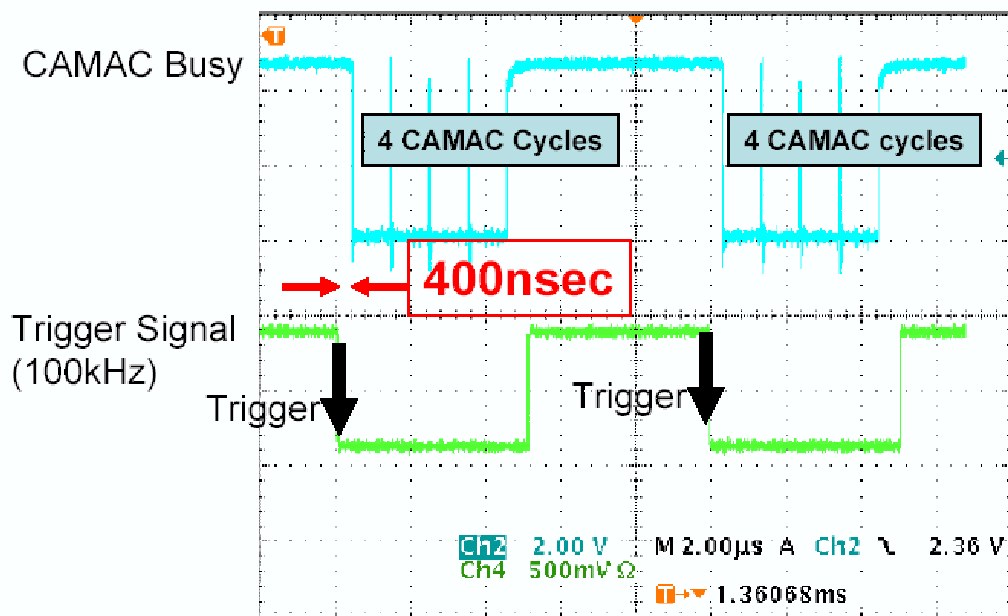 T
CAMAC Busy
4 CAMAC Cycles
4 CAMAC cycles
400nsec
Trigger Signal
(100kHz)
Trigger
Trigger
Ch2 2.00 V M 2.00µs A Ch2 2.36 V
Ch4 500mVΩ
T 1.36068ms